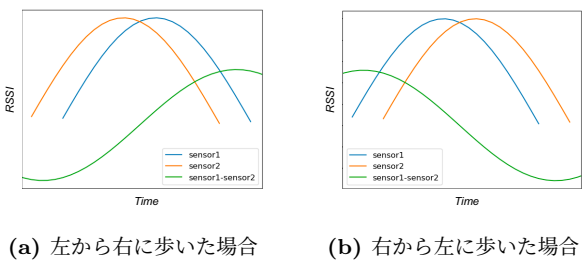 RSSI
sensor1
sensor2
sensor1-sensor2
Time
(a) 左から右に歩いた場合
RSSI
sensor1
sensor2
sensor1-sensor2
Time
(b) 右から左に歩いた場合